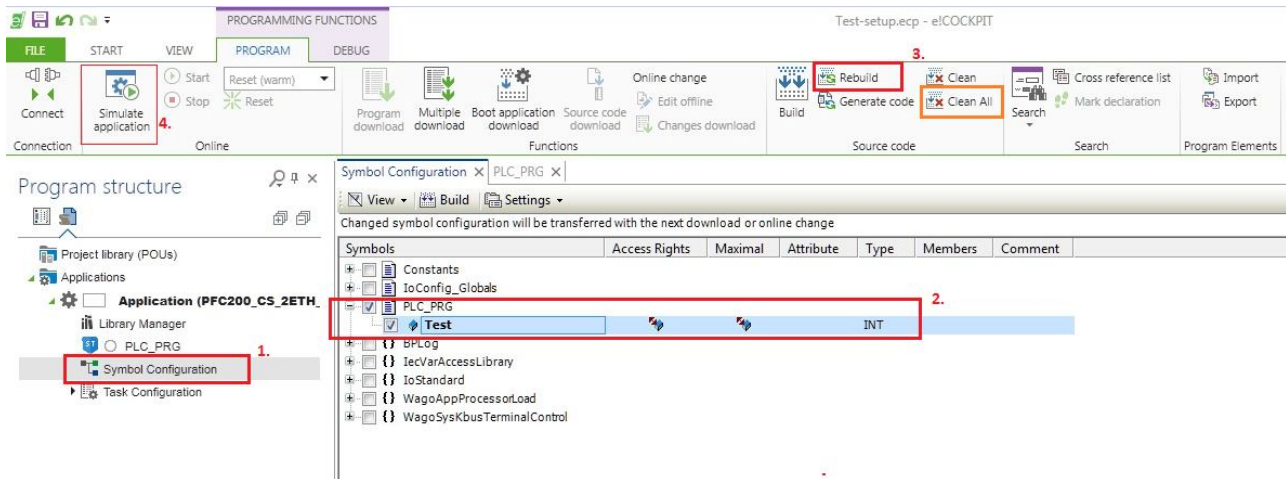 PROGRAMMING FUNCTIONS
Test-setup.ecp - e!COCKPIT
FILE START VIEW PROGRAM DEBUG
3.
Connect
Simulate application
4.
Start
Stop
Reset (warm)
Reset
Program download
Multiple download
Boot application download
Source code download
Online change
Edit offline
Changes download
Build
Rebuild
Generate code
Clean
Clean All
Search
Cross reference list
Mark declaration
Import
Export
Connection Online Functions Source code Search Program Elements
Program structure
Project library (POUs)
Applications
Application (PFC200_CS_2ETH_
Library Manager
PLC_PRG
1.
Symbol Configuration
Task Configuration
Symbol Configuration PLC_PRG
View Build Settings
Changed symbol configuration will be transferred with the next download or online change
Symbols Access Rights Maximal Attribute Type Members Comment
Constants
IoConfig_Globals
PLC_PRG
2.
Test INT
BPLog
IecVarAccessLibrary
IoStandard
WagoAppProcessorLoad
WagoSysKbusTerminalControl